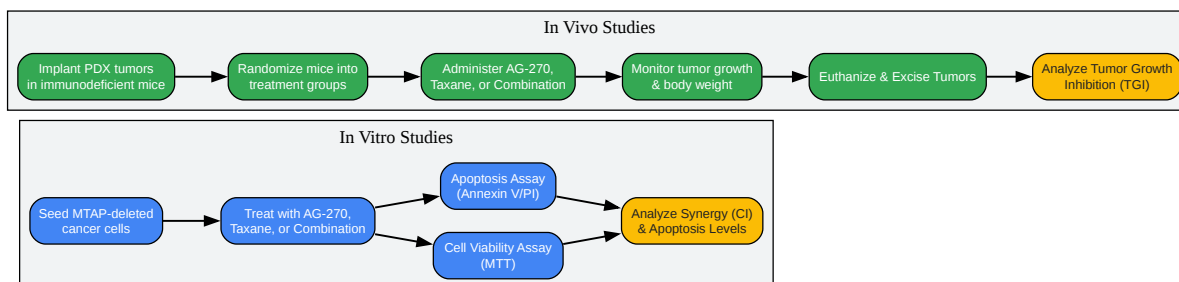 In Vivo Studies
Implant PDX tumors
in immunodeficient mice
Randomize mice into
treatment groups
Administer AG-270,
Taxane, or Combination
Monitor tumor growth
& body weight
Euthanize & Excise Tumors
Analyze Tumor Growth
Inhibition (TGI)
In Vitro Studies
Seed MTAP-deleted
cancer cells
Treat with AG-270,
Taxane, or Combination
Apoptosis Assay
(Annexin V/PI)
Cell Viability Assay
(MTT)
Analyze Synergy (CI)
& Apoptosis Levels